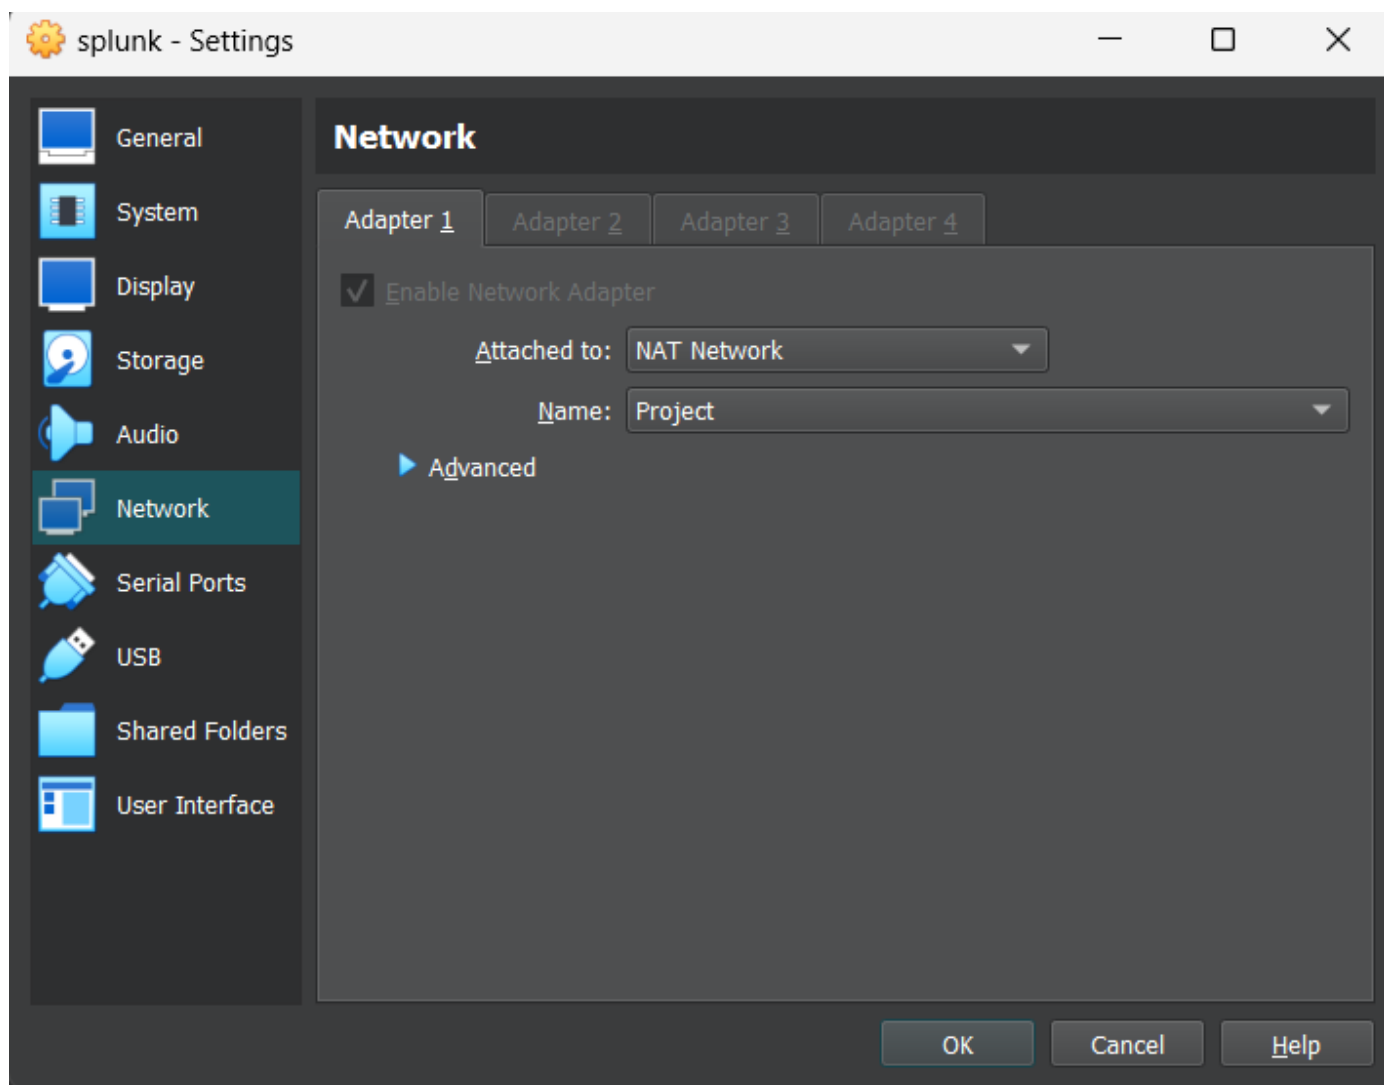 splunk - Settings
General
System
Display
Storage
Audio
Network
Serial Ports
USB
Shared Folders
User Interface
Network
Adapter 1
Adapter 2
Adapter 3
Adapter 4
Enable Network Adapter
Attached to: NAT Network
Name: Project
Advanced
OK
Cancel
Help